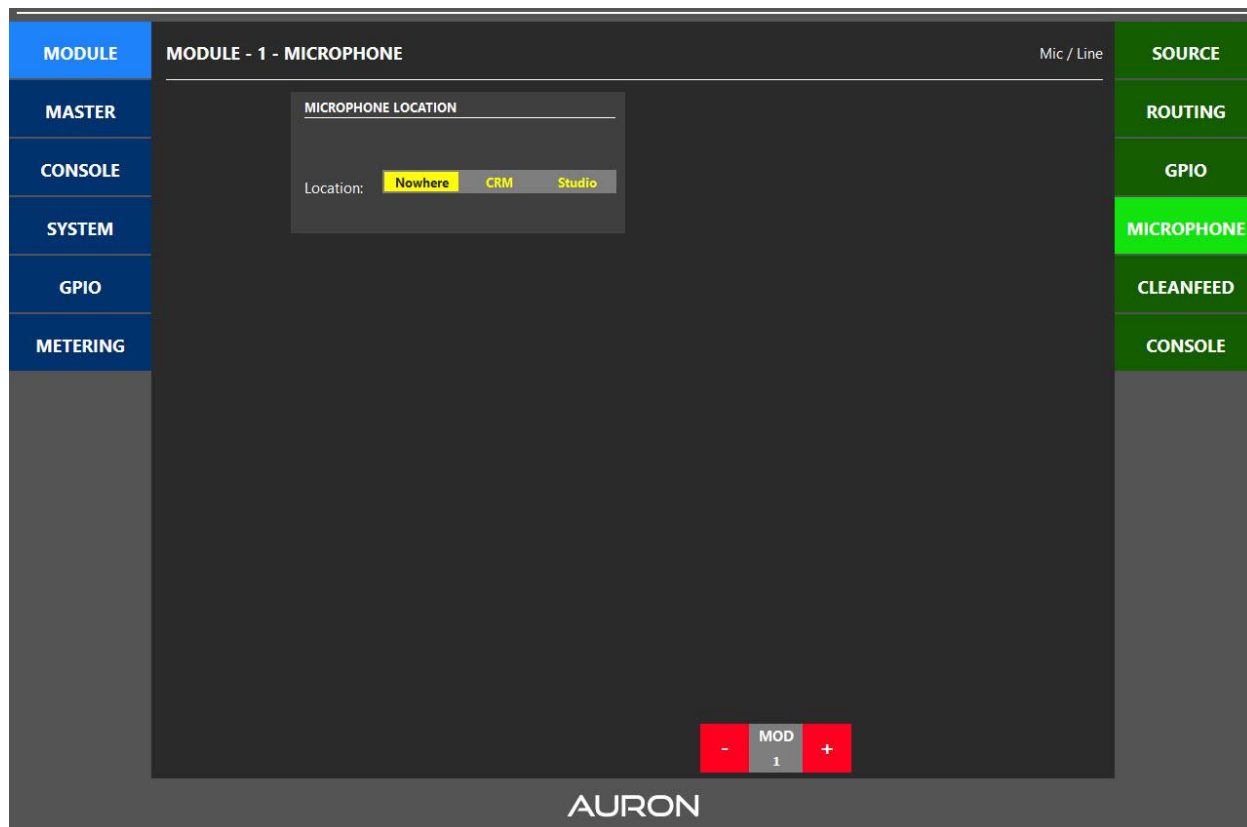 MODULE
MASTER
CONSOLE
SYSTEM
GPIO
METERING
MODULE - 1 - MICROPHONE
Mic / Line
MICROPHONE LOCATION
Location: Nowhere CRM Studio
- MOD +
1
SOURCE
ROUTING
GPIO
MICROPHONE
CLEANFEED
CONSOLE
AURON